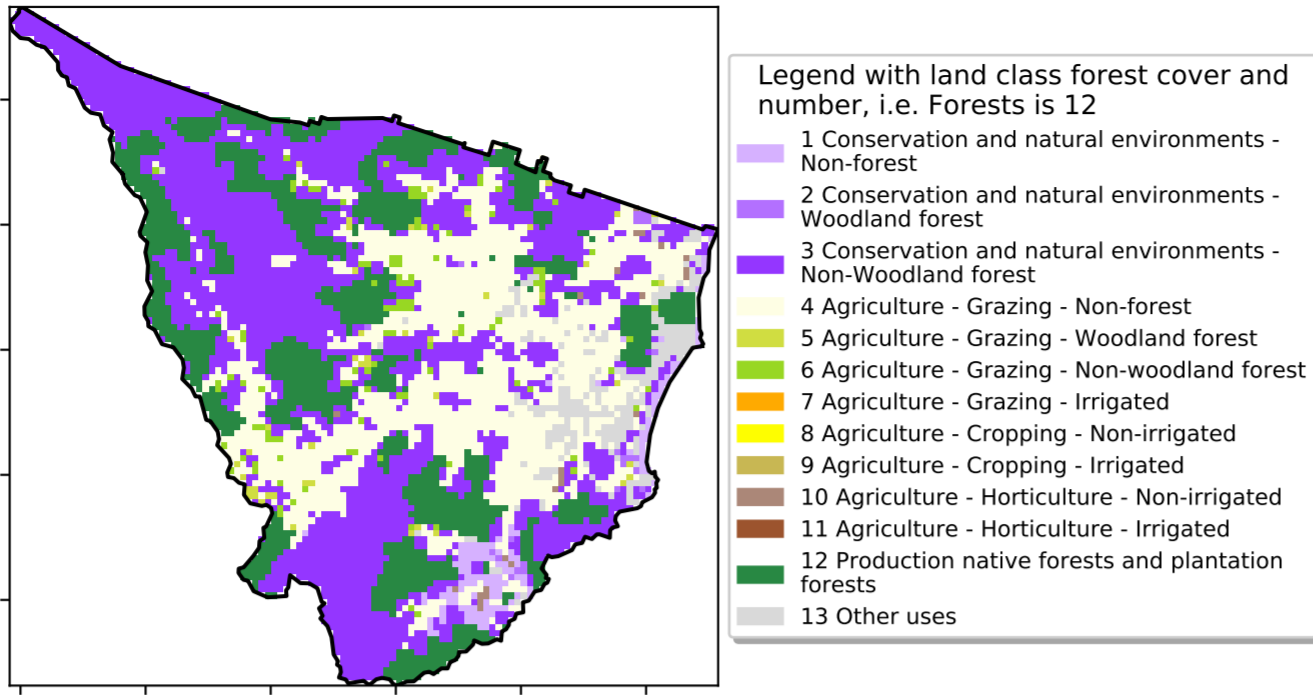 Legend with land class forest cover and
number, i.e. Forests is 12
1 Conservation and natural environments -
Non-forest
2 Conservation and natural environments -
Woodland forest
3 Conservation and natural environments -
Non-Woodland forest
4 Agriculture - Grazing - Non-forest
5 Agriculture - Grazing - Woodland forest
6 Agriculture - Grazing - Non-woodland forest
7 Agriculture - Grazing - Irrigated
8 Agriculture - Cropping - Non-irrigated
9 Agriculture - Cropping - Irrigated
10 Agriculture - Horticulture - Non-irrigated
11 Agriculture - Horticulture - Irrigated
12 Production native forests and plantation
forests
13 Other uses